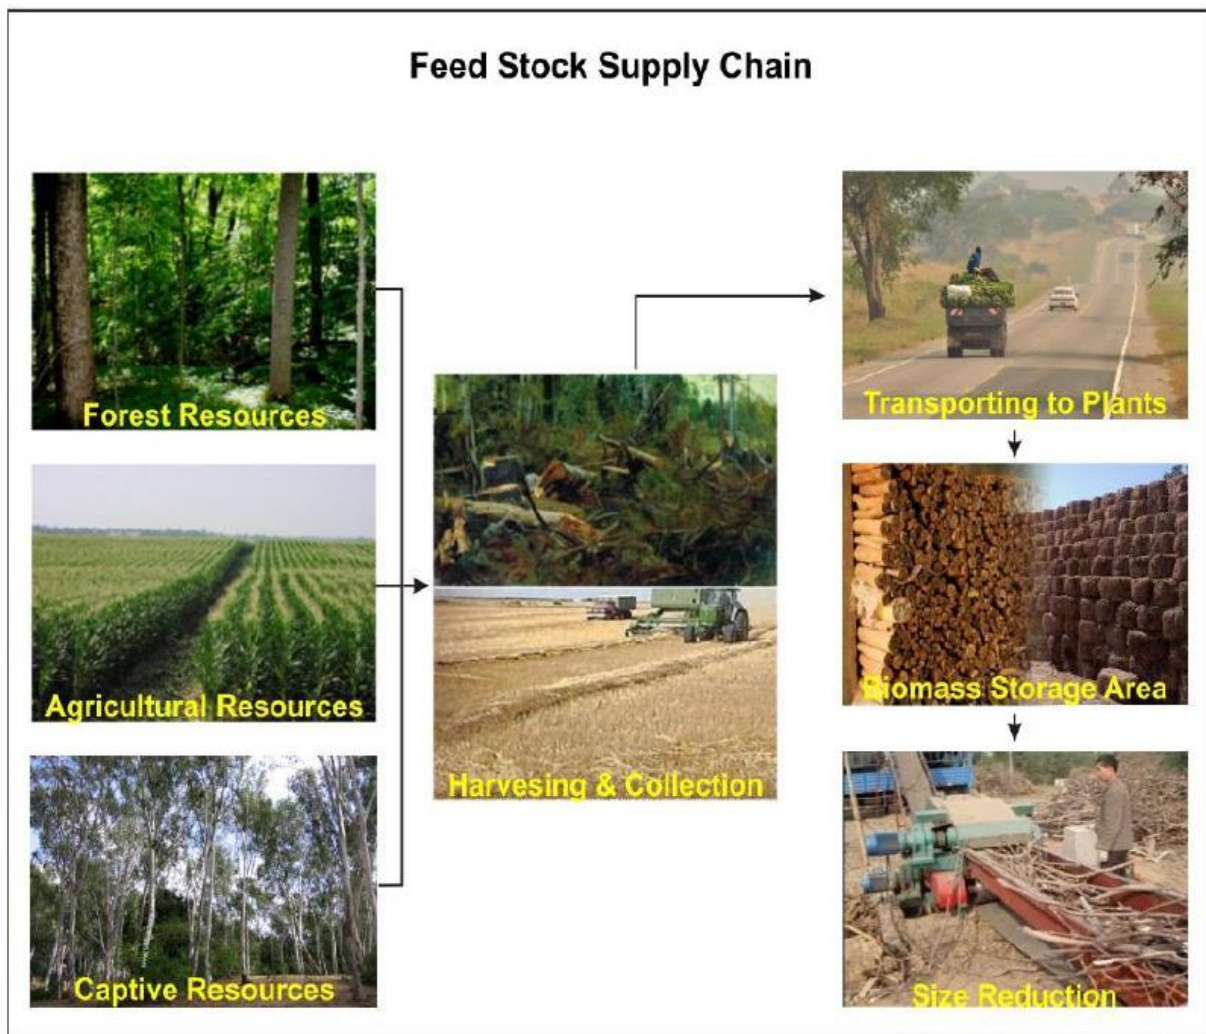 Feed Stock Supply Chain
Forest Resources
Agricultural Resources
Captive Resources
Harvesing & Collection
Transporting to Plants
Biomass Storage Area
Size Reduction